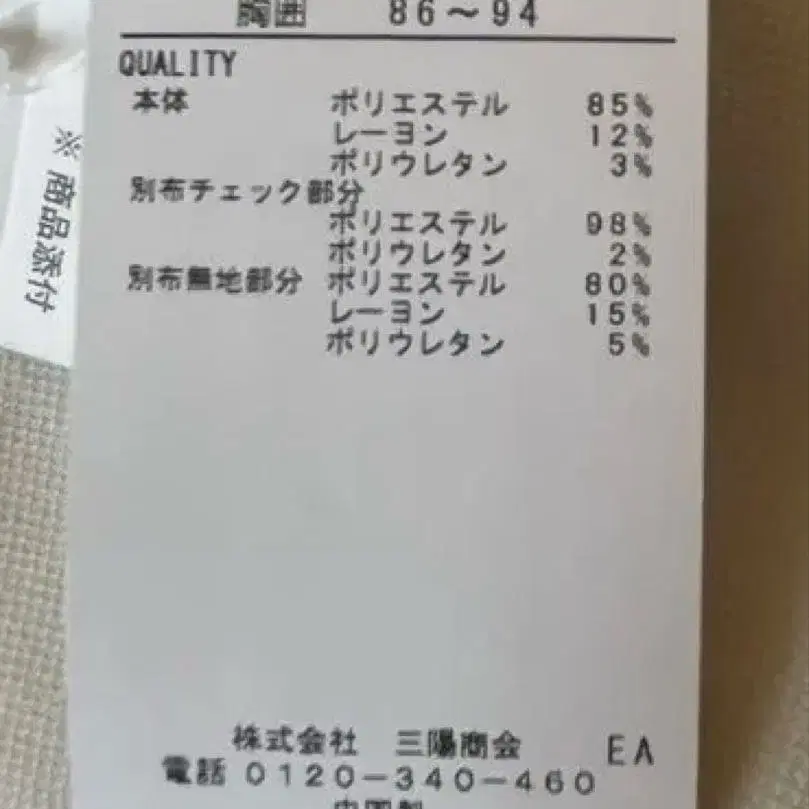 胸囲 86～94
QUALITY
本体 ポリエステル 85%
レーヨン 12%
ポリウレタン 3%
別布チェック部分
ポリエステル 98%
ポリウレタン 2%
別布無地部分 ポリエステル 80%
レーヨン 15%
ポリウレタン 5%
株式会社 三陽商会 EA
電話 0120-340-460
中国製
※商品添付